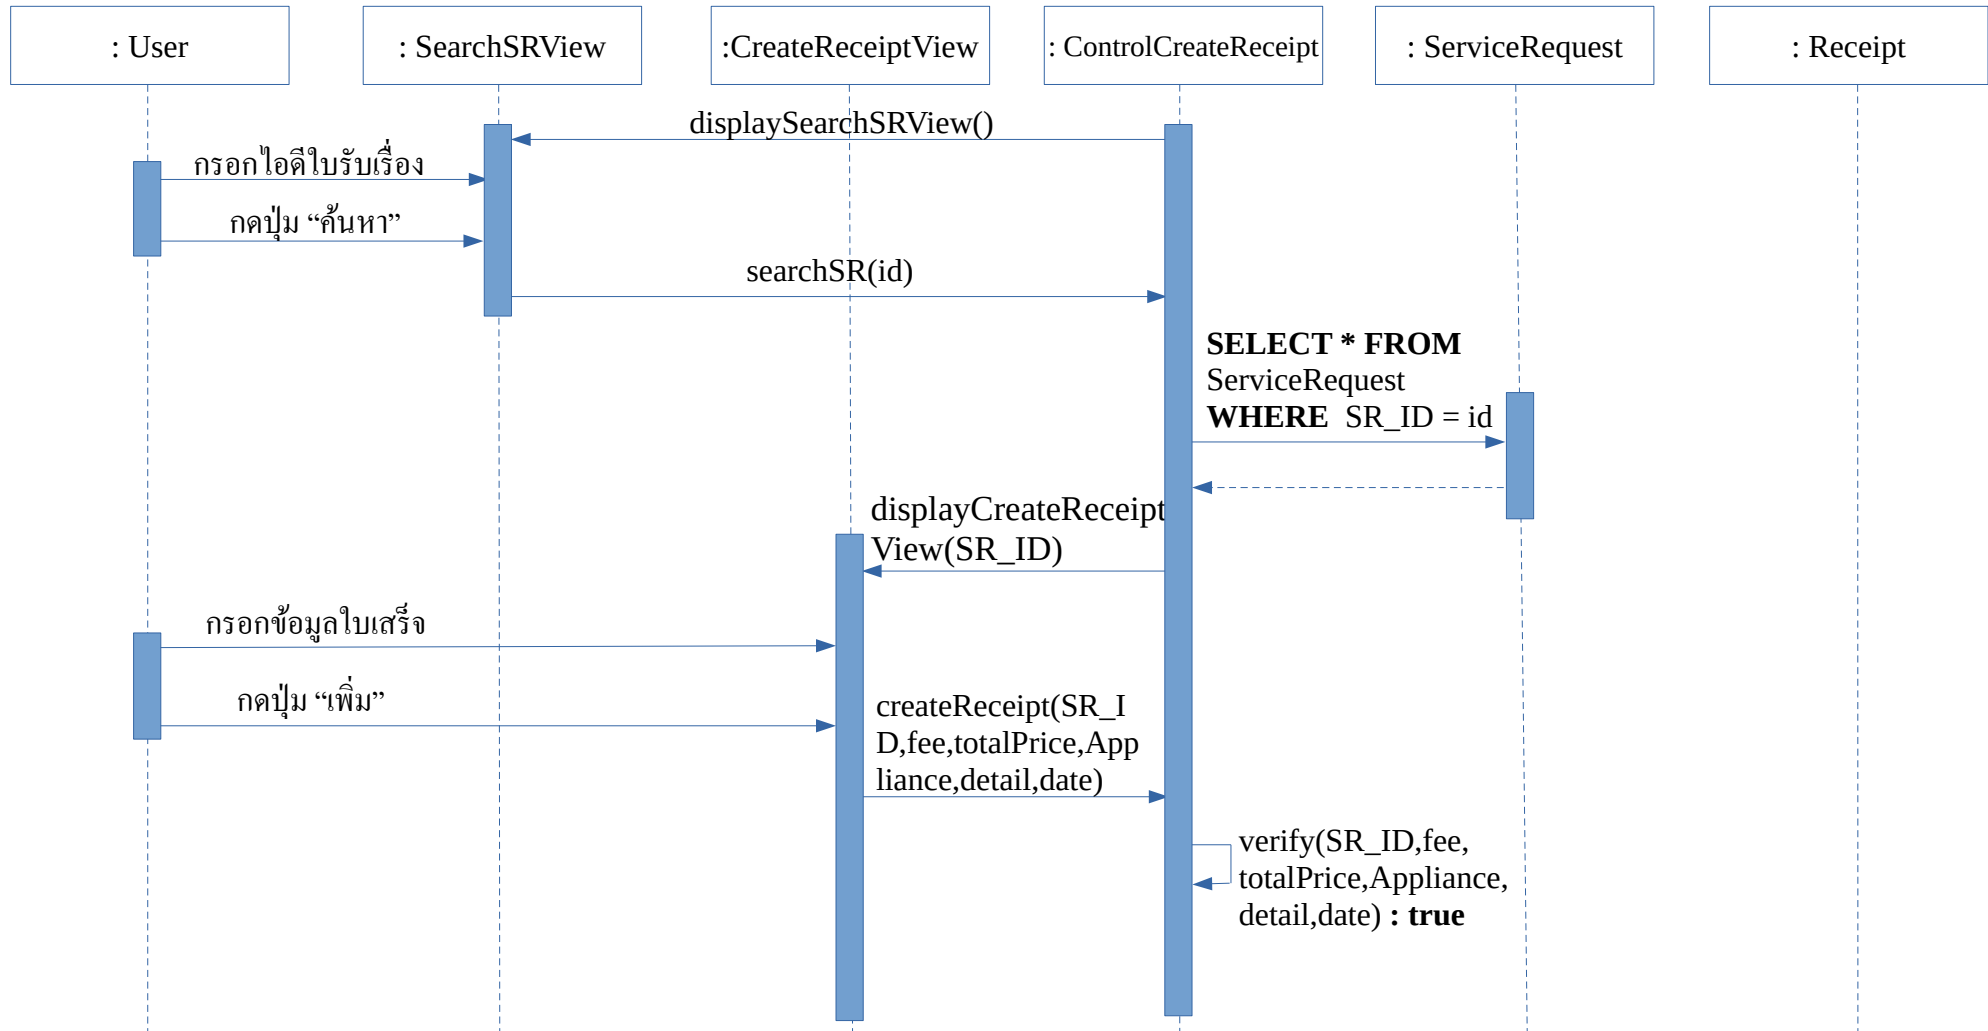 : User
: SearchSRView
:CreateReceiptView
: ControlCreateReceipt
: ServiceRequest
: Receipt
displaySearchSRView()
กรอกไอดีใบรับเรื่อง
กดปุ่ม “ค้นหา”
searchSR(id)
SELECT * FROM
ServiceRequest
WHERE  SR_ID = id
displayCreateReceipt
View(SR_ID)
กรอกข้อมูลใบเสร็จ
กดปุ่ม “เพิ่ม”
createReceipt(SR_I
D,fee,totalPrice,App
liance,detail,date)
verify(SR_ID,fee,
totalPrice,Appliance,
detail,date) : true